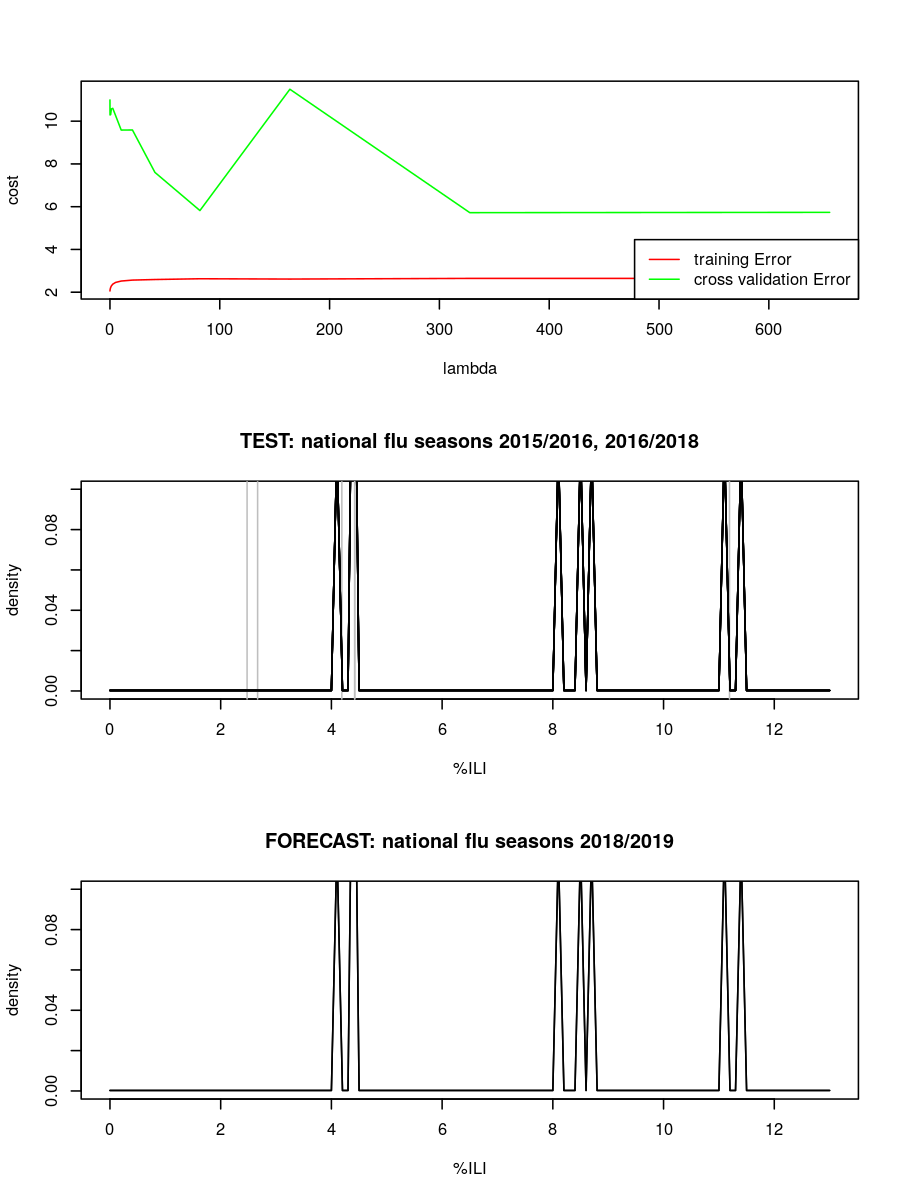 cost
10
8
6
4
2
training Error
cross validation Error
0 100 200 300 400 500 600
lambda
TEST: national flu seasons 2015/2016, 2016/2018
density
0.08
0.04
0.00
0 2 4 6 8 10 12
%ILI
FORECAST: national flu seasons 2018/2019
density
0.08
0.04
0.00
0 2 4 6 8 10 12
%ILI